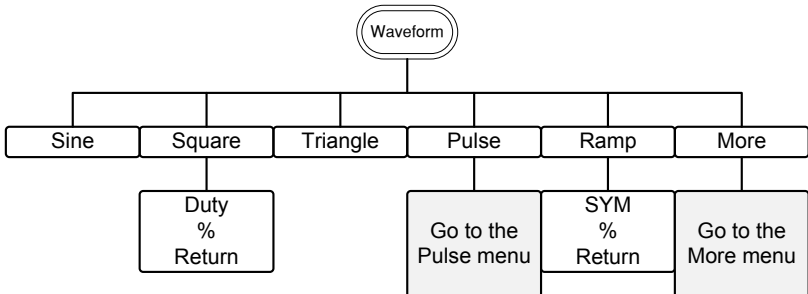 Waveform
Sine
Square
Triangle
Pulse
Ramp
More
Duty
%
Return
Go to the
Pulse menu
SYM
%
Return
Go to the
More menu